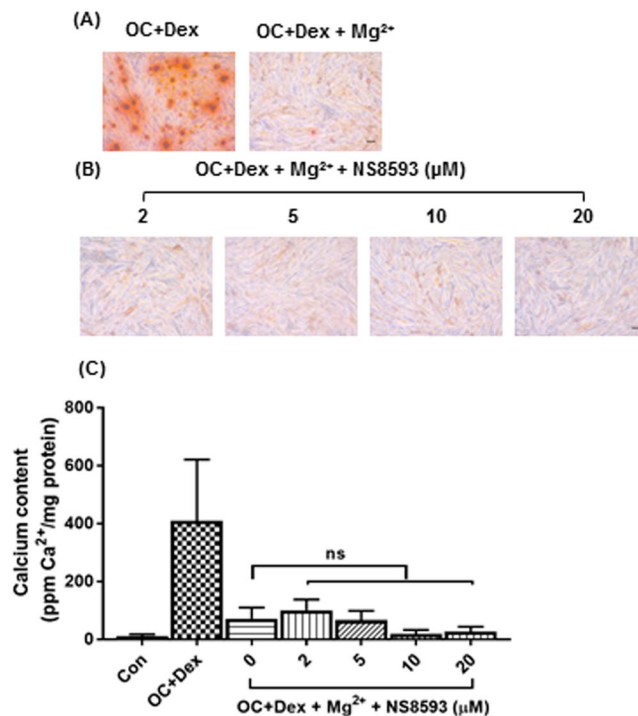 (A)
OC+Dex OC+Dex + Mg²⁺
(B)
OC+Dex + Mg²⁺ + NS8593 (µM)
2 5 10 20
(C)
Calcium content
(ppm Ca²⁺/mg protein)
800
600
400
200
0
ns
Con OC+Dex 0 2 5 10 20
OC+Dex + Mg²⁺ + NS8593 (µM)